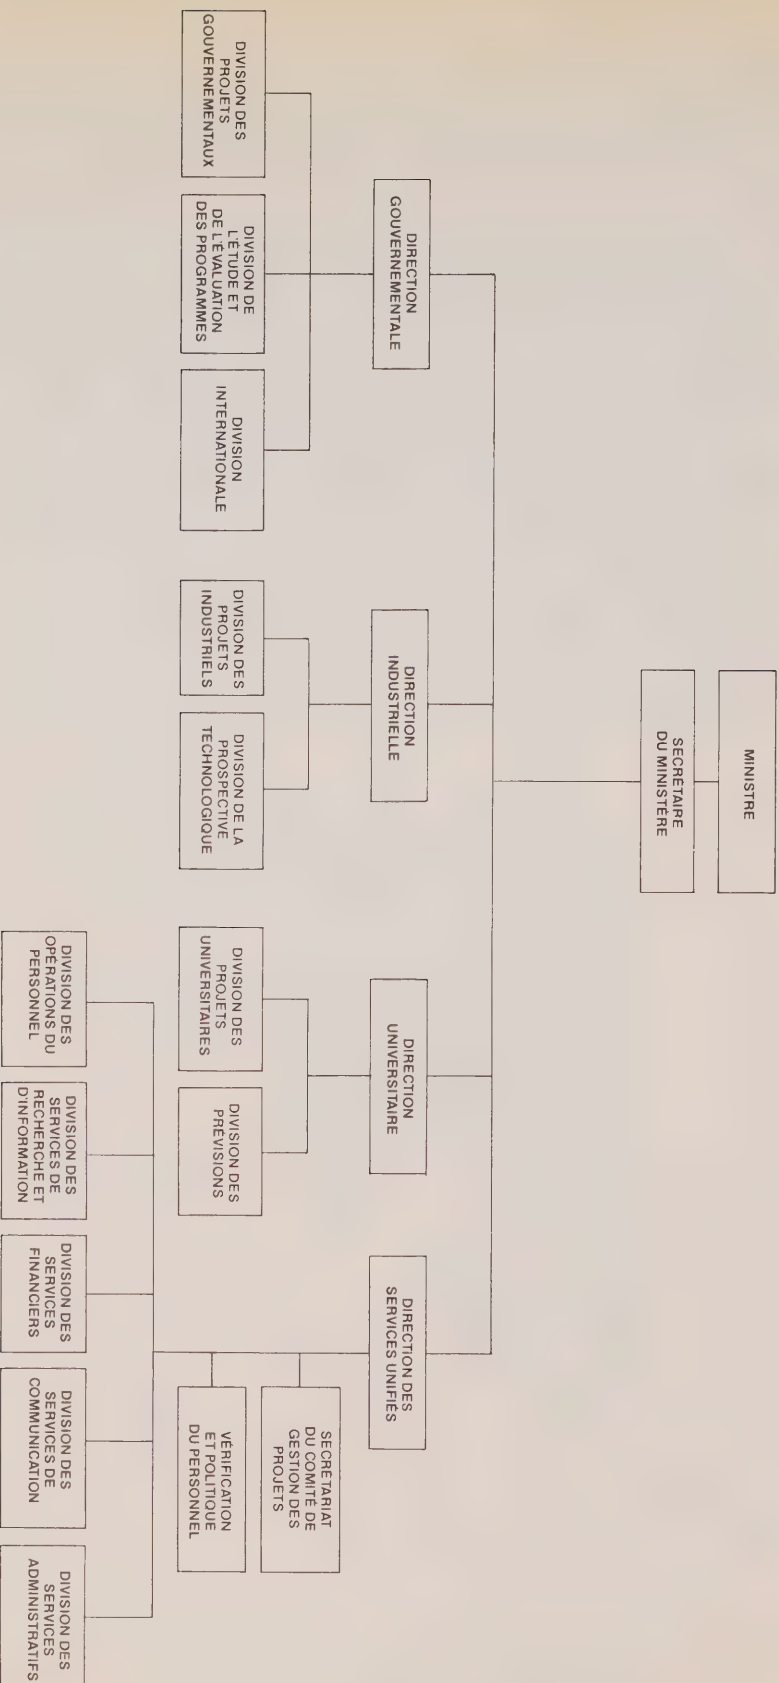 MINISTRE
SECRÉTAIRE
DU MINISTÈRE
DIRECTION
GOUVERNEMENTALE
DIRECTION
INDUSTRIELLE
DIRECTION
UNIVERSITAIRE
DIRECTION DES
SERVICES UNIFIÉS
SECRÉTARIAT
DU COMITÉ DE
GESTION DES
PROJETS
VÉRIFICATION
ET POLITIQUE
DU PERSONNEL
DIVISION DES
PROJETS
GOUVERNEMENTAUX
DIVISION DE
L'ÉTUDE ET
DE L'ÉVALUATION
DES PROGRAMMES
DIVISION
INTERNATIONALE
DIVISION DES
PROJETS
INDUSTRIELS
DIVISION DE LA
PROSPECTIVE
TECHNOLOGIQUE
DIVISION DES
PROJETS
UNIVERSITAIRES
DIVISION DES
PRÉVISIONS
DIVISION DES
OPÉRATIONS DU
PERSONNEL
DIVISION DES
SERVICES DE
RECHERCHE ET
D'INFORMATION
DIVISION DES
SERVICES
FINANCIERS
DIVISION DES
SERVICES DE
COMMUNICATION
DIVISION DES
SERVICES
ADMINISTRATIFS